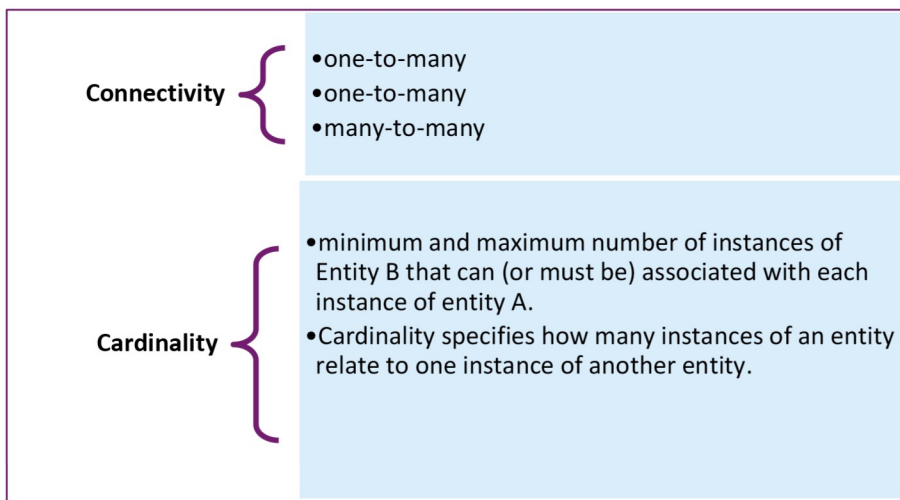 Connectivity
•one-to-many
•one-to-many
•many-to-many
Cardinality
•minimum and maximum number of instances of
Entity B that can (or must be) associated with each
instance of entity A.
•Cardinality specifies how many instances of an entity
relate to one instance of another entity.